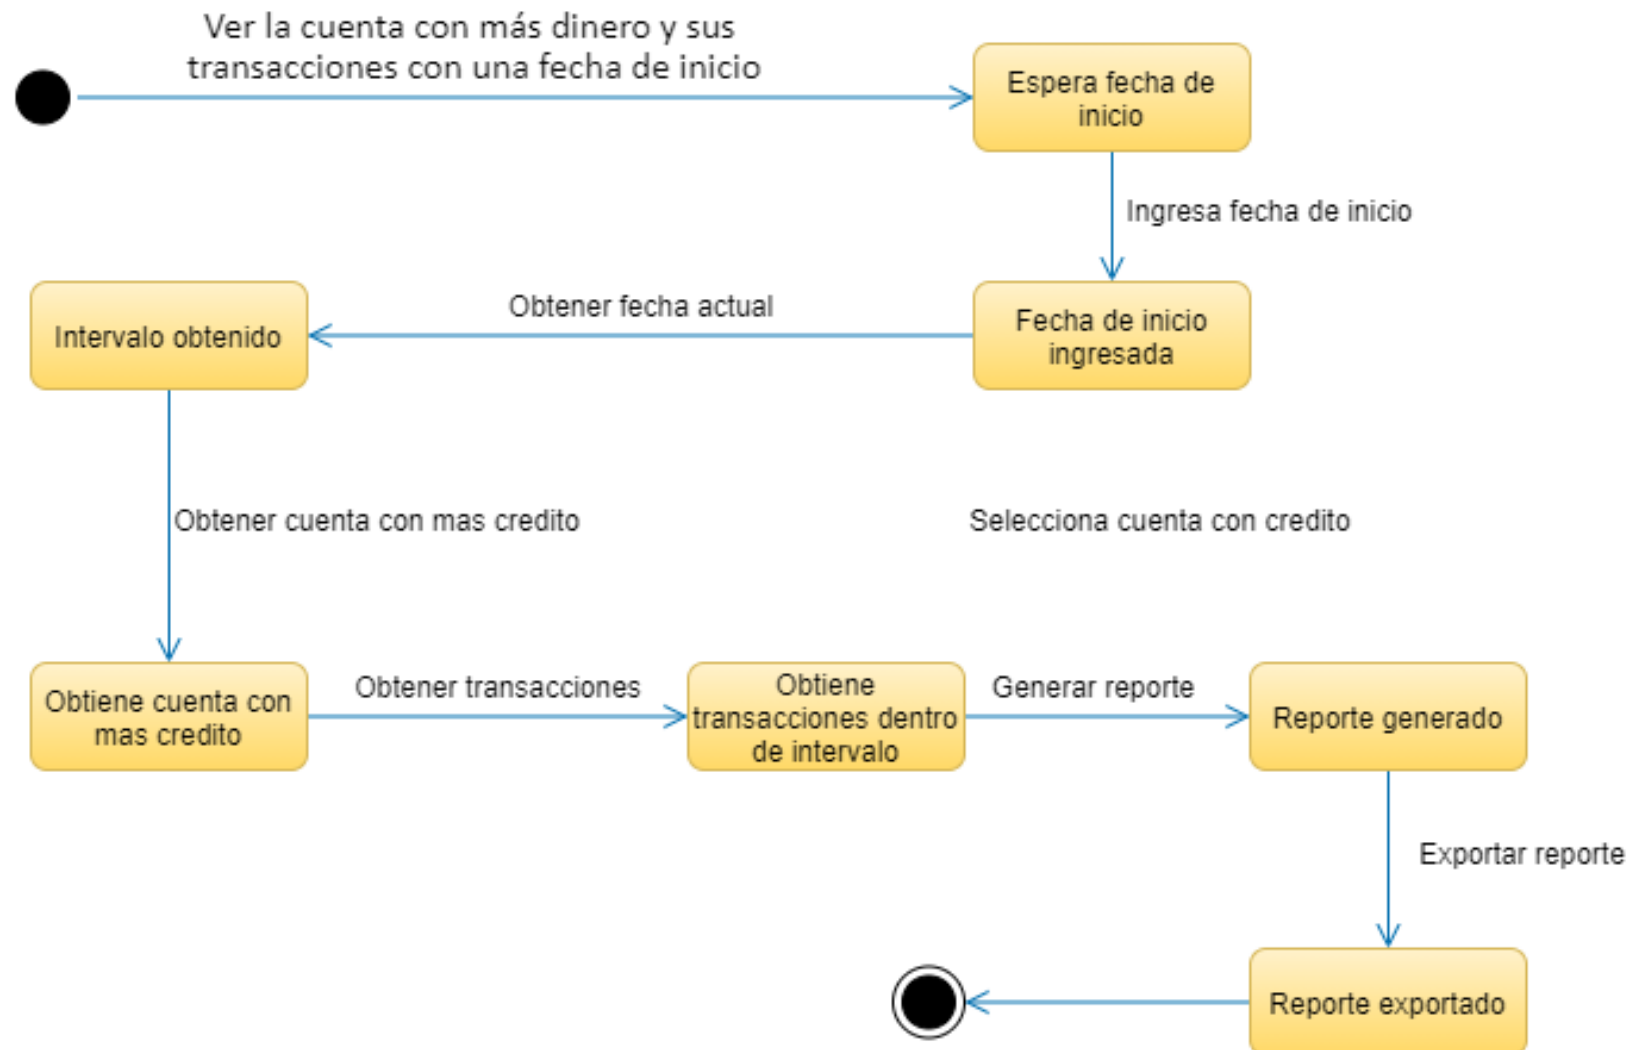 Ver la cuenta con más dinero y sus
transacciones con una fecha de inicio
Espera fecha de
inicio
Ingresa fecha de inicio
Obtener fecha actual
Intervalo obtenido
Fecha de inicio
ingresada
Obtener cuenta con mas credito
Selecciona cuenta con credito
Obtiene cuenta con
mas credito
Obtener transacciones
Obtiene
transacciones dentro
de intervalo
Generar reporte
Reporte generado
Exportar reporte
Reporte exportado